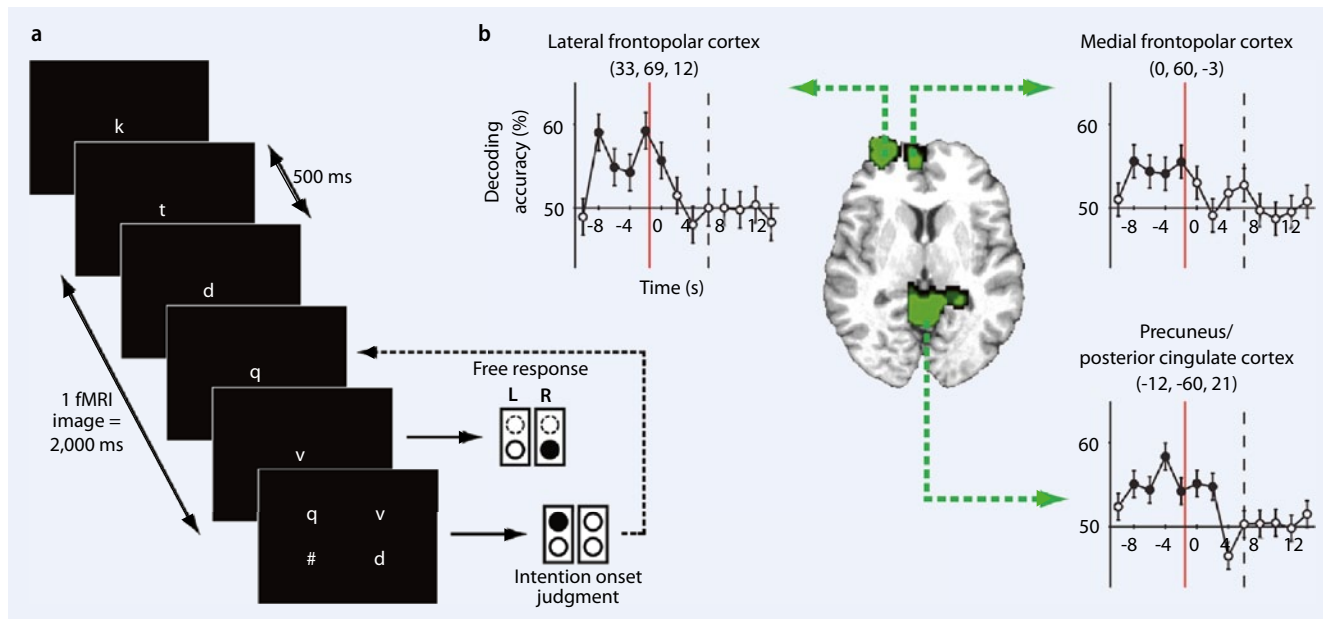 a
k
t
d
q
v
q v
# d
500 ms
1 fMRI
image =
2,000 ms
Free response
L R
Intention onset
judgment
b
Lateral frontopolar cortex
(33, 69, 12)
Decoding
accuracy (%)
60
50
-8 -4 0 4 8 12
Time (s)
Medial frontopolar cortex
(0, 60, -3)
60
50
-8 -4 0 4 8 12
Precuneus/
posterior cingulate cortex
(-12, -60, 21)
60
50
-8 -4 0 4 8 12